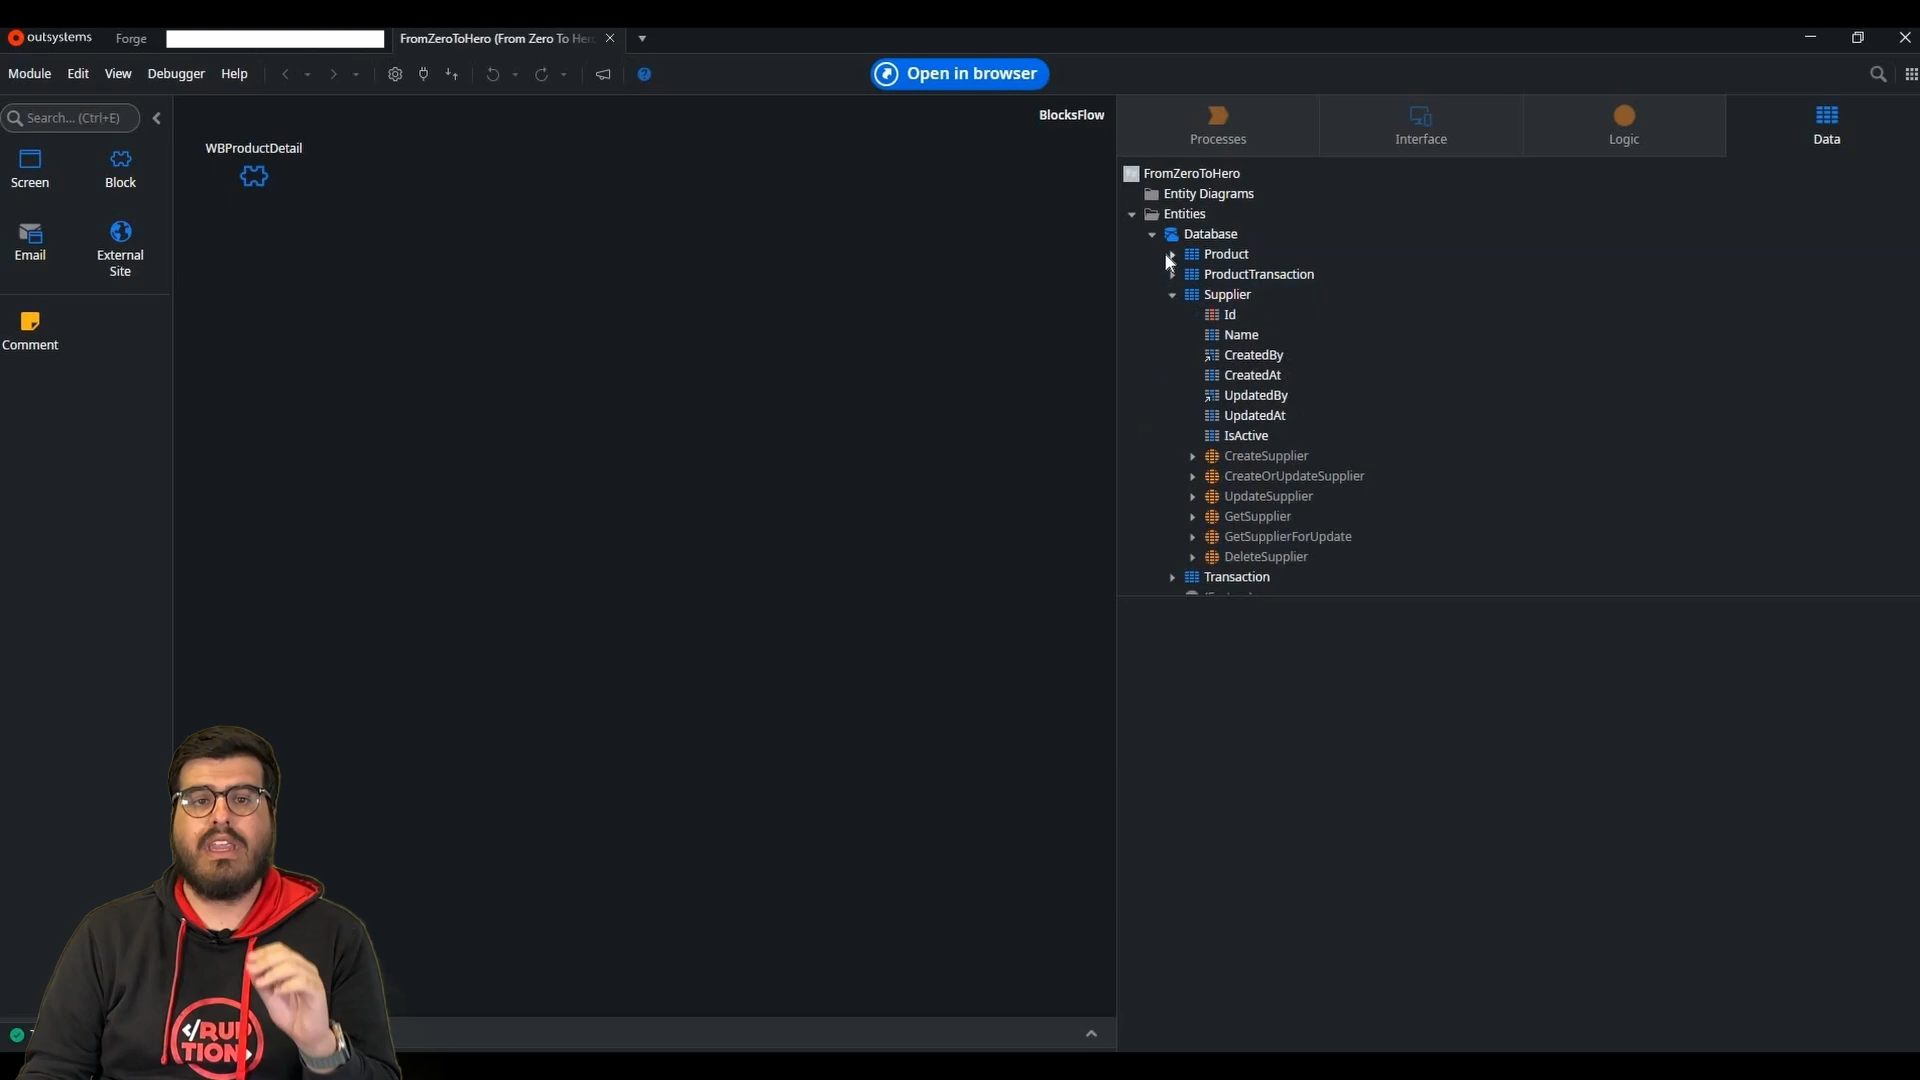 outsystems
Forge
FromZeroToHero (From Zero To Her
Module Edit View Debugger Help
Open in browser
Search... (Ctrl+E)
Screen
Block
Email
External
Site
Comment
BlocksFlow
WBProductDetail
Processes
Interface
Logic
Data
FromZeroToHero
Entity Diagrams
Entities
Database
Product
ProductTransaction
Supplier
Id
Name
CreatedBy
CreatedAt
UpdatedBy
UpdatedAt
IsActive
CreateSupplier
CreateOrUpdateSupplier
UpdateSupplier
GetSupplier
GetSupplierForUpdate
DeleteSupplier
Transaction
</RUP
TION>